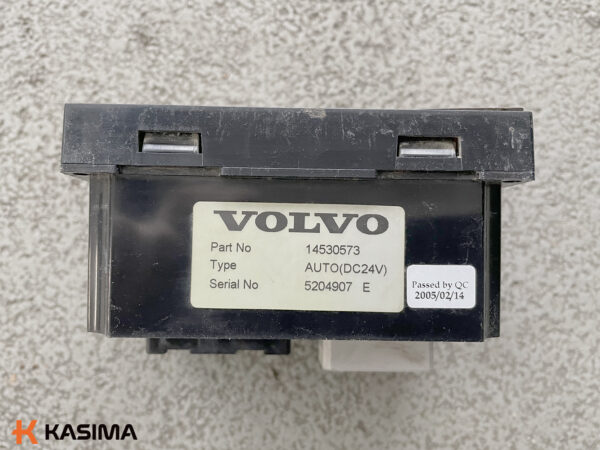 VOLVO
Part No 14530573
Type AUTO(DC24V)
Serial No 5204907 E
Passed by QC
2005/02/14
KASIMA